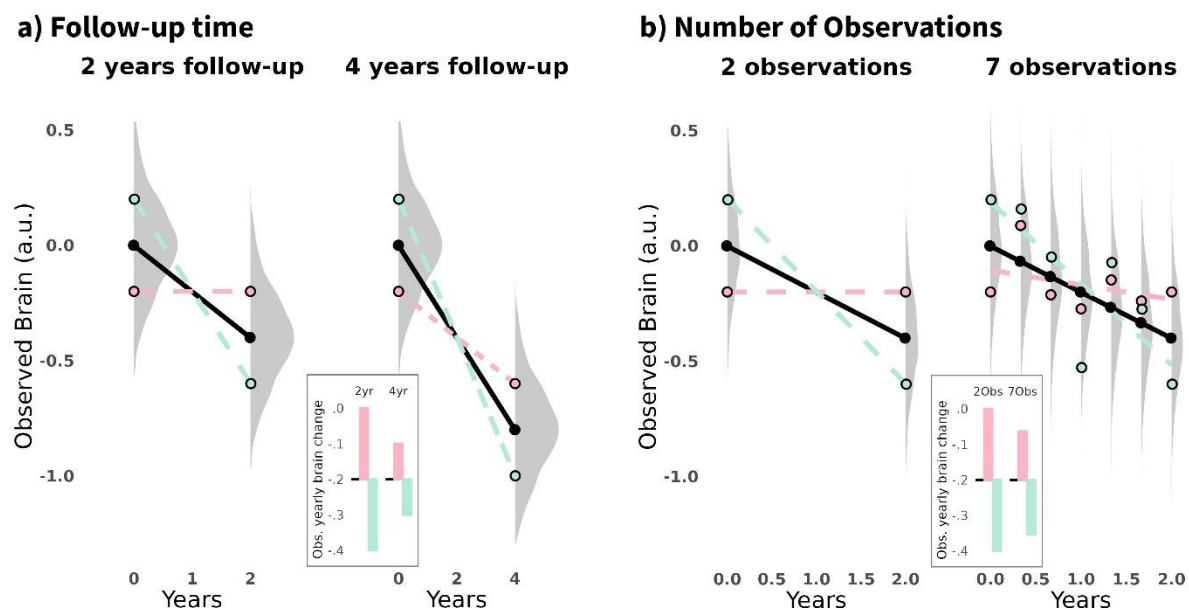 a) Follow-up time
2 years follow-up
4 years follow-up
Observed Brain (a.u.)
0.5
0.0
-0.5
-1.0
0 1 2
Years
0 2 4
Years
2yr 4yr
Obs. yearly brain change
.0
-.1
-.2
-.3
-.4
b) Number of Observations
2 observations
7 observations
Observed Brain (a.u.)
0.5
0.0
-0.5
-1.0
0.0 0.5 1.0 1.5 2.0
Years
0.0 0.5 1.0 1.5 2.0
Years
2Obs 7Obs
Obs. yearly brain change
.0
-.1
-.2
-.3
-.4